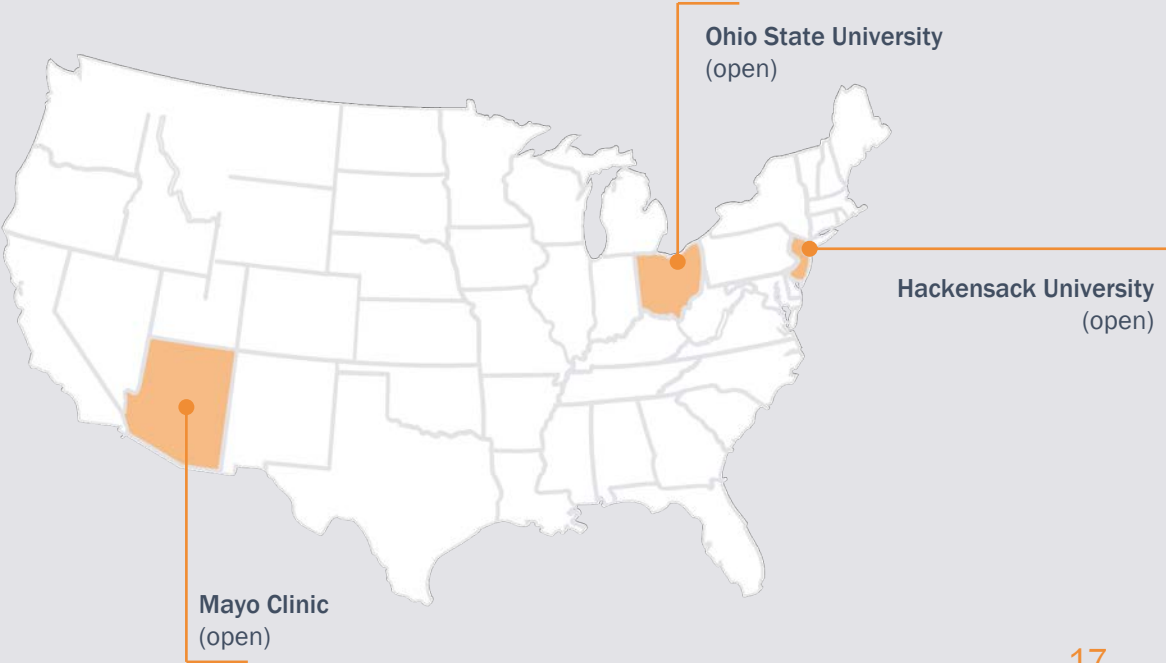 Ohio State University
(open)
Hackensack University
(open)
Mayo Clinic
(open)
17